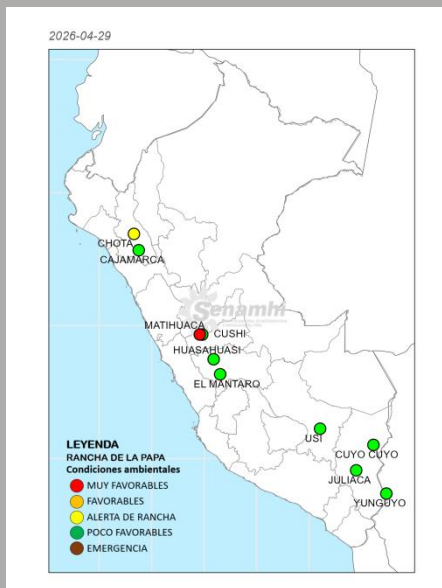 2026-04-29
CHOTA
CAJAMARCA
Senamhi
MATIHUACA
CUSHI
HUASAHUASI
EL MANTARO
USI
CUYO CUYO
JULIACA
YUNGUYO
LEYENDA
RANCHA DE LA PAPA
Condiciones ambientales
MUY FAVORABLES
FAVORABLES
ALERTA DE RANCHA
POCO FAVORABLES
EMERGENCIA